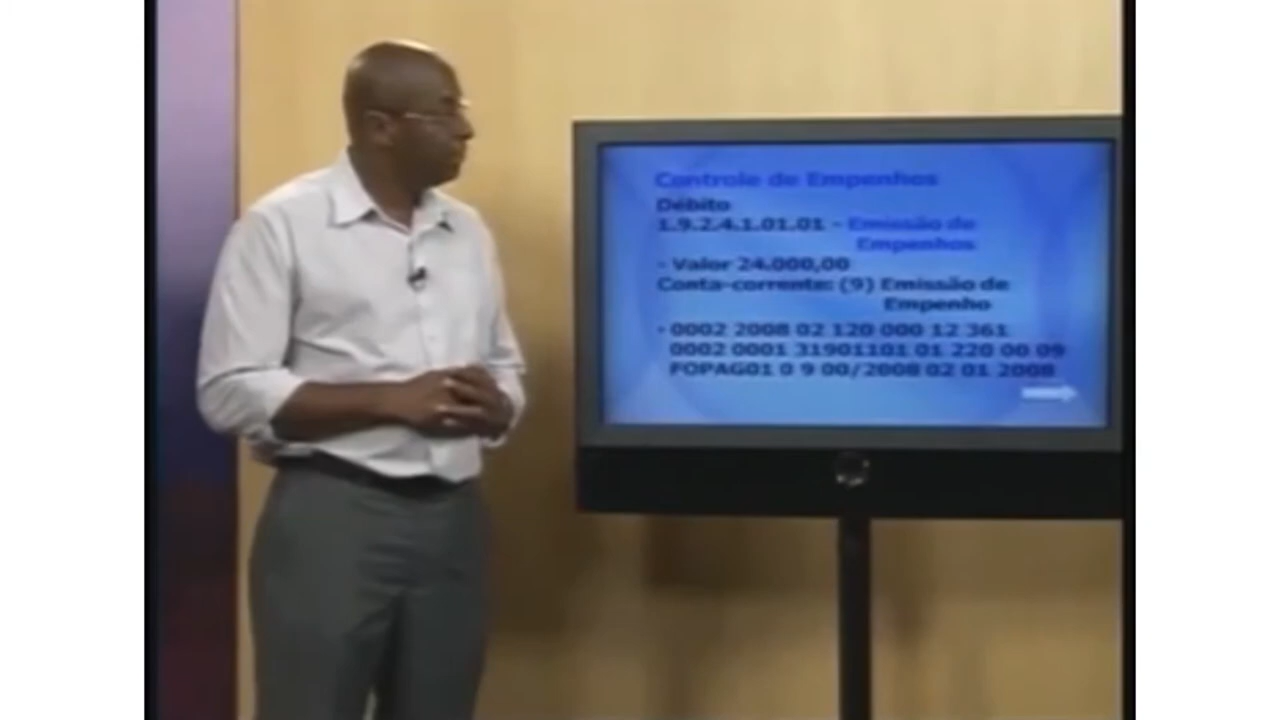 Controle de Empenhos
Débito
1.9.2.4.1.01.01 - Emissão de
Empenhos
- Valor 24.000,00
Conta-corrente: (9) Emissão de
Empenho
- 0002 2008 02 120 000 12 361
0002 0001 31901101 01 220 00 09
FOPAG01 0 9 00/2008 02 01 2008